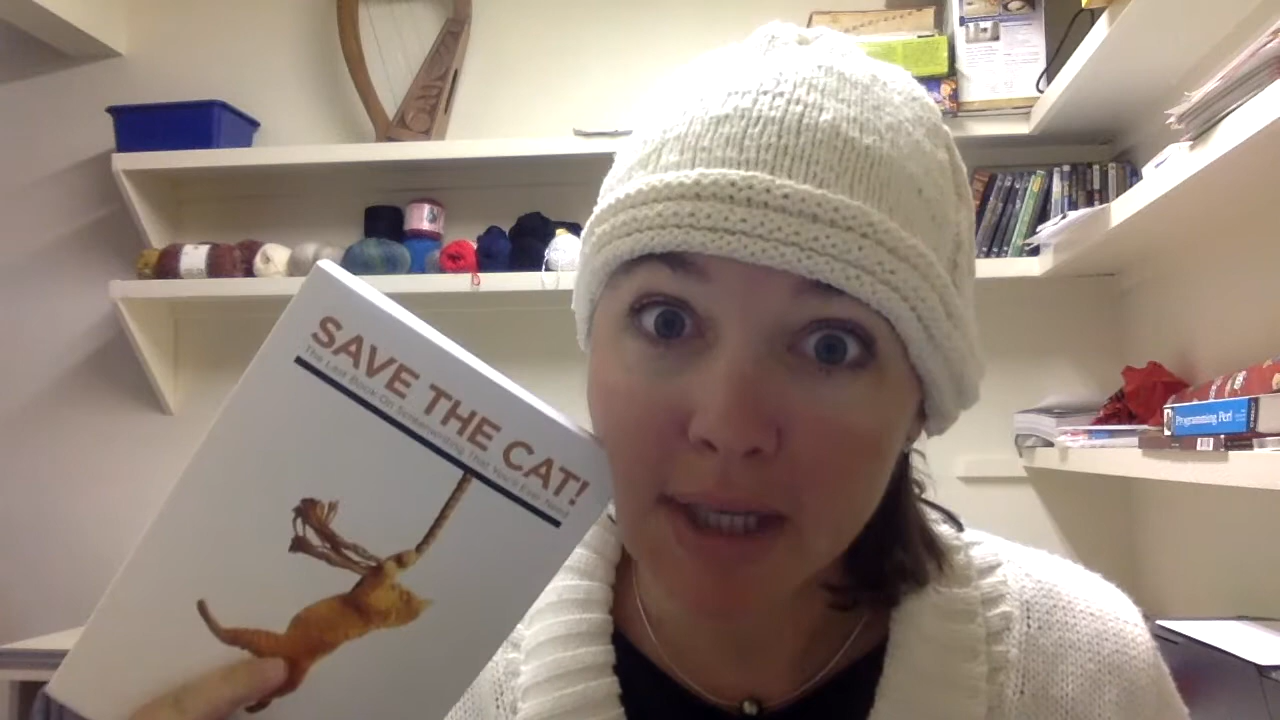 SAVE THE CAT!
The Last Book On Screenwriting That You'll Ever Need
Programming Perl